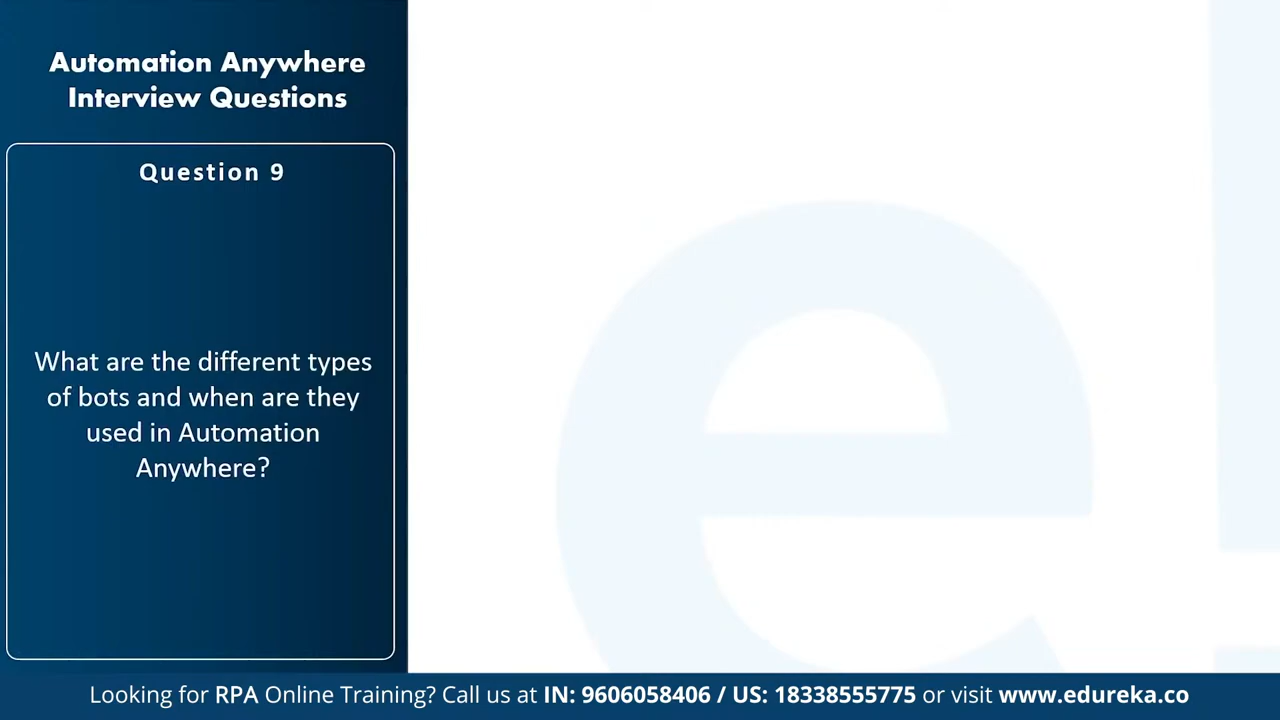 Automation Anywhere
Interview Questions
Question 9
What are the different types
of bots and when are they
used in Automation
Anywhere?
Looking for RPA Online Training? Call us at IN: 9606058406 / US: 18338555775 or visit www.edureka.co